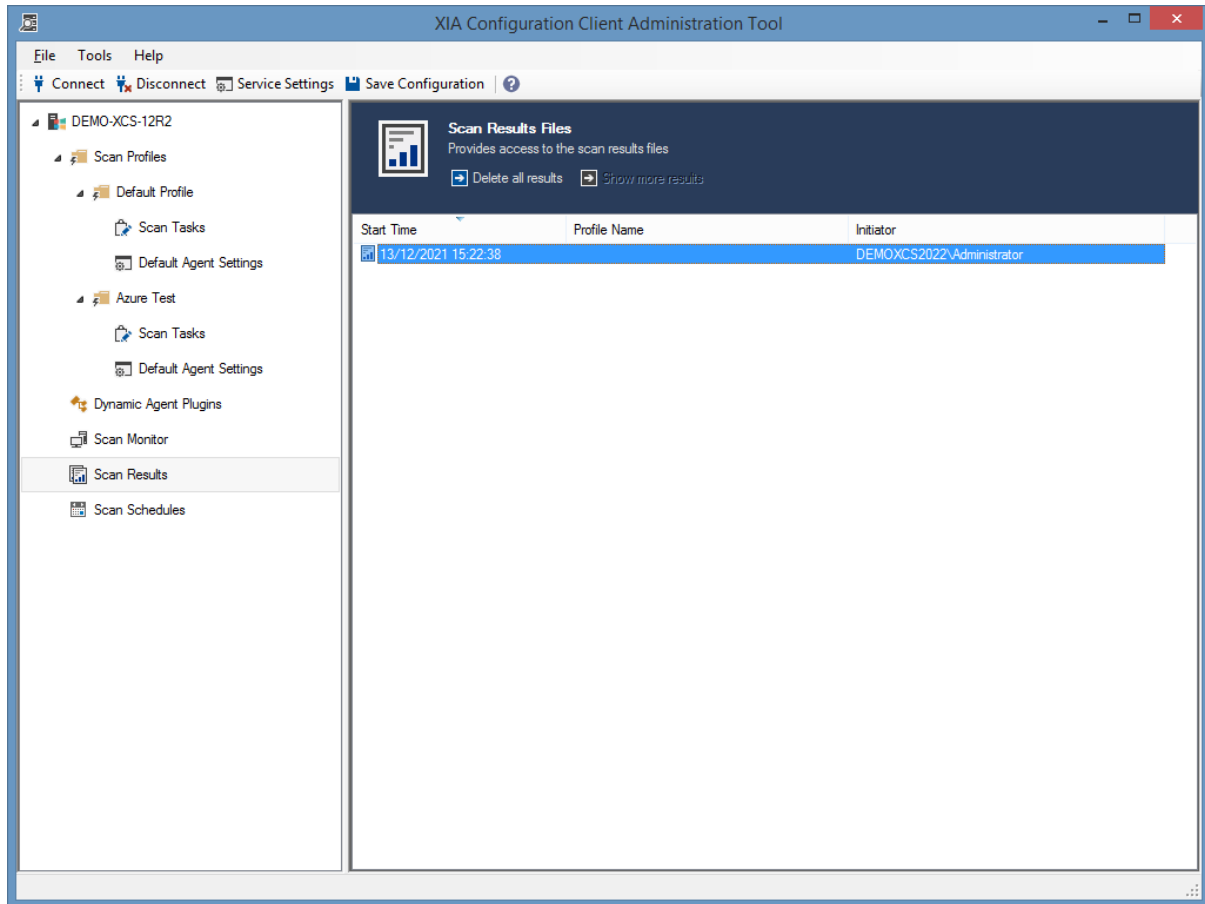 XIA Configuration Client Administration Tool
File Tools Help
Connect Disconnect Service Settings Save Configuration
DEMO-XCS-12R2
Scan Profiles
Default Profile
Scan Tasks
Default Agent Settings
Azure Test
Scan Tasks
Default Agent Settings
Dynamic Agent Plugins
Scan Monitor
Scan Results
Scan Schedules
Scan Results Files
Provides access to the scan results files
Delete all results Show more results
Start Time Profile Name Initiator
13/12/2021 15:22:38 DEMOXCS2022\Administrator